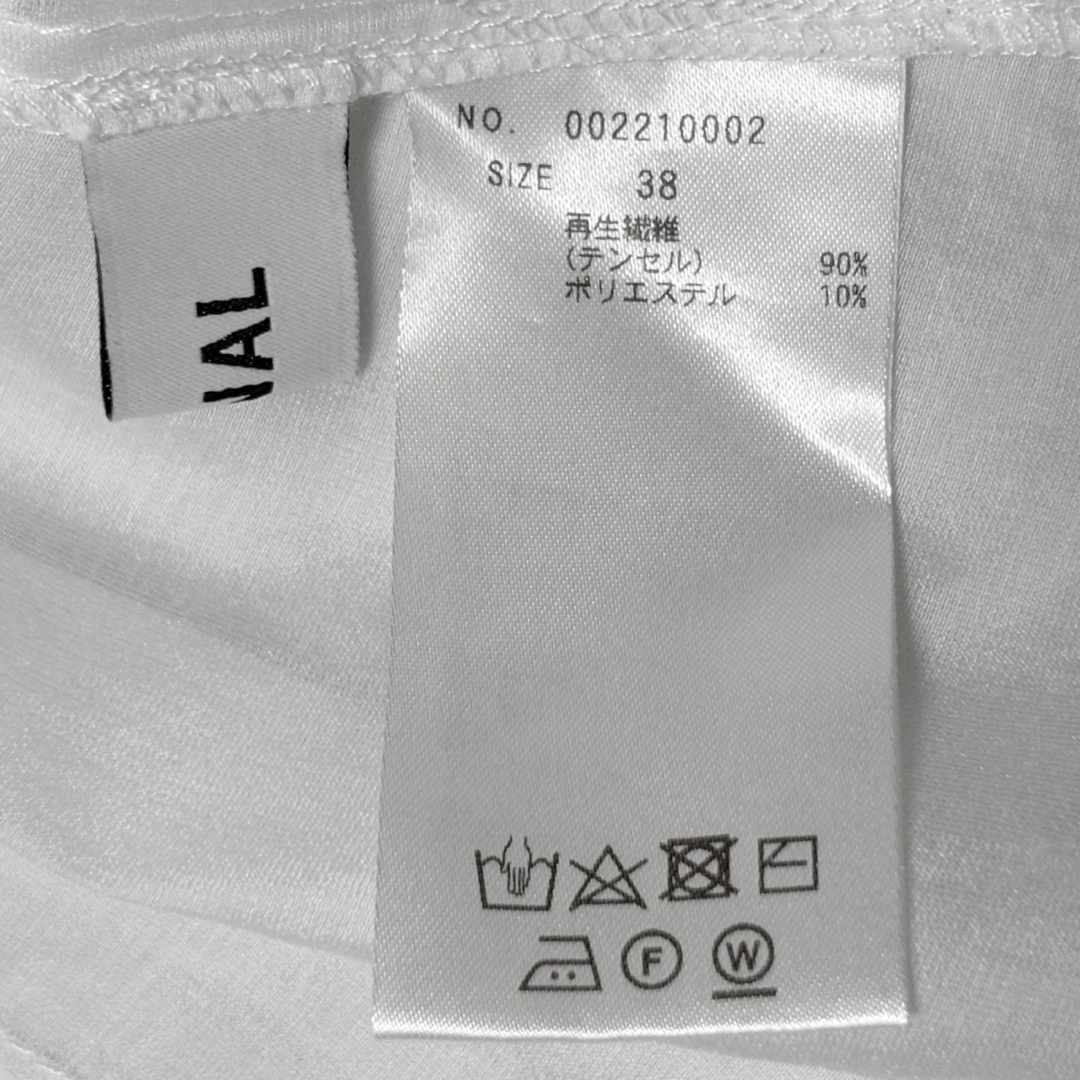 NO. 002210002
SIZE 38
再生繊維
(テンセル) 90%
ポリエステル 10%
F
W